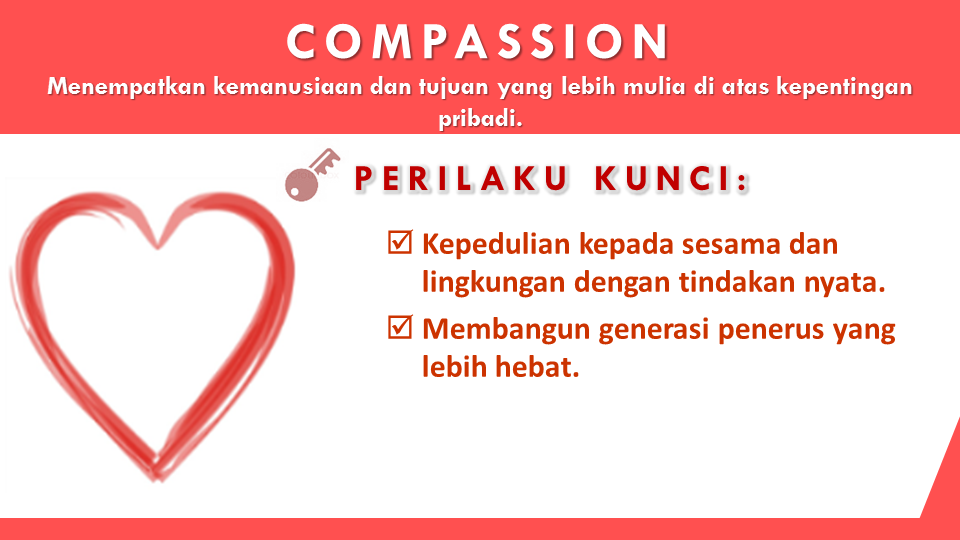 COMPASSION
Menempatkan kemanusiaan dan tujuan yang lebih mulia di atas kepentingan
pribadi.
PERILAKU KUNCI:
Kepedulian kepada sesama dan
lingkungan dengan tindakan nyata.
Membangun generasi penerus yang
lebih hebat.